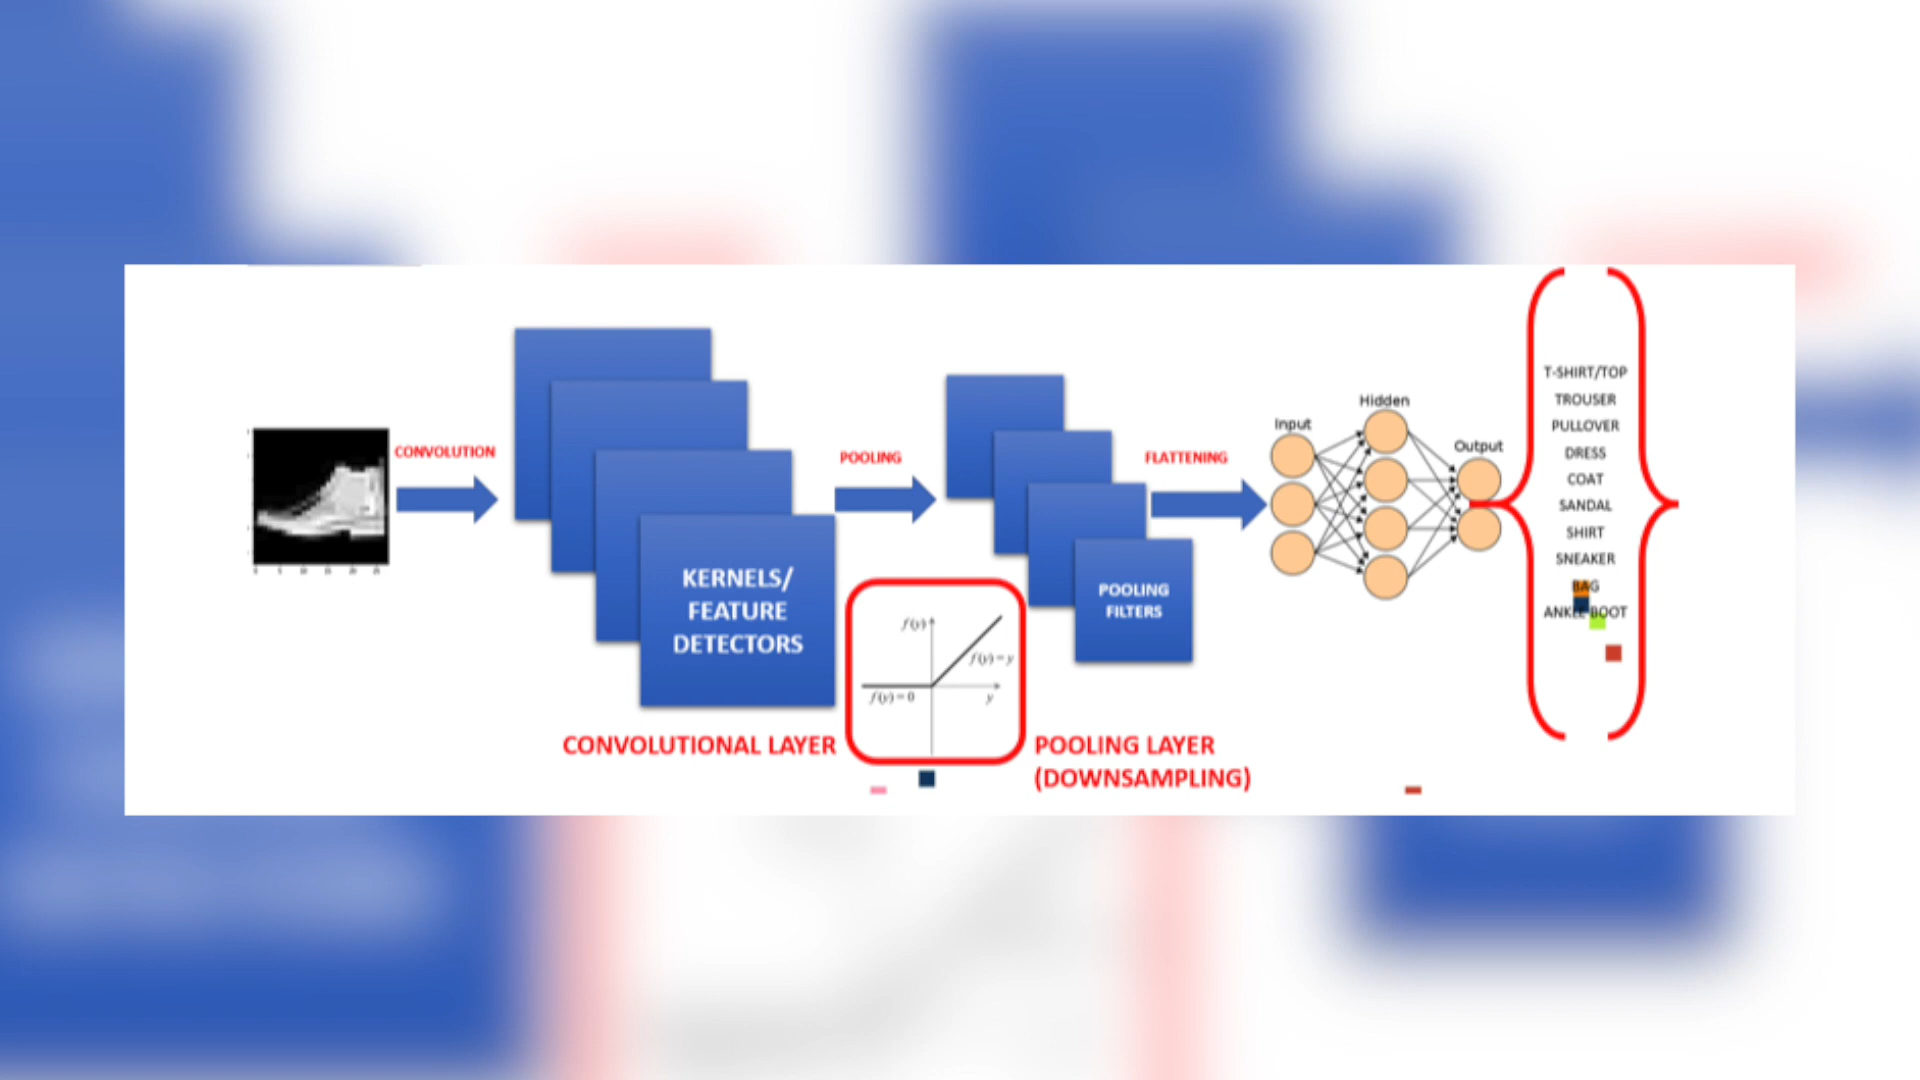 CONVOLUTION
KERNELS/
FEATURE
DETECTORS
CONVOLUTIONAL LAYER
POOLING
f(y)
f(y) = y
f(y) = 0
y
POOLING
FILTERS
POOLING LAYER
(DOWNSAMPLING)
FLATTENING
Input
Hidden
Output
T-SHIRT/TOP
TROUSER
PULLOVER
DRESS
COAT
SANDAL
SHIRT
SNEAKER
BAG
ANKLE BOOT